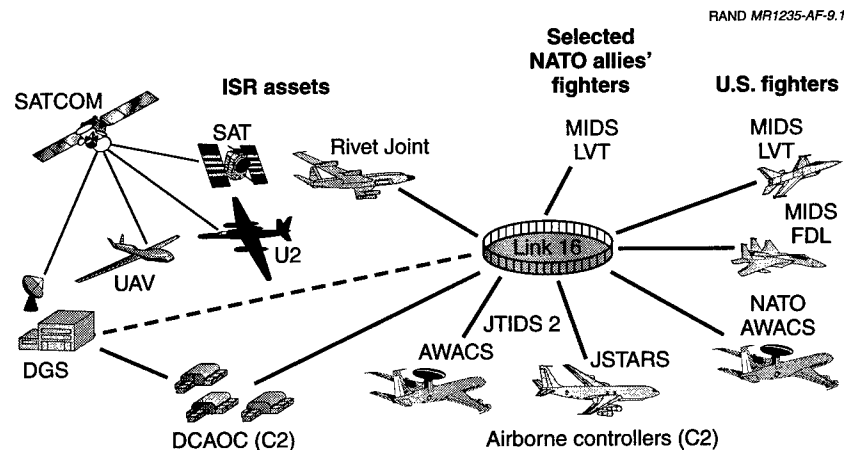 RAND MR1235-AF-9.1
Selected
NATO allies'
fighters
U.S. fighters
ISR assets
SATCOM
SAT
Rivet Joint
MIDS
LVT
MIDS
LVT
MIDS
FDL
Link 16
U2
UAV
NATO
AWACS
JTIDS 2
AWACS
JSTARS
DGS
DCAOC (C2)
Airborne controllers (C2)